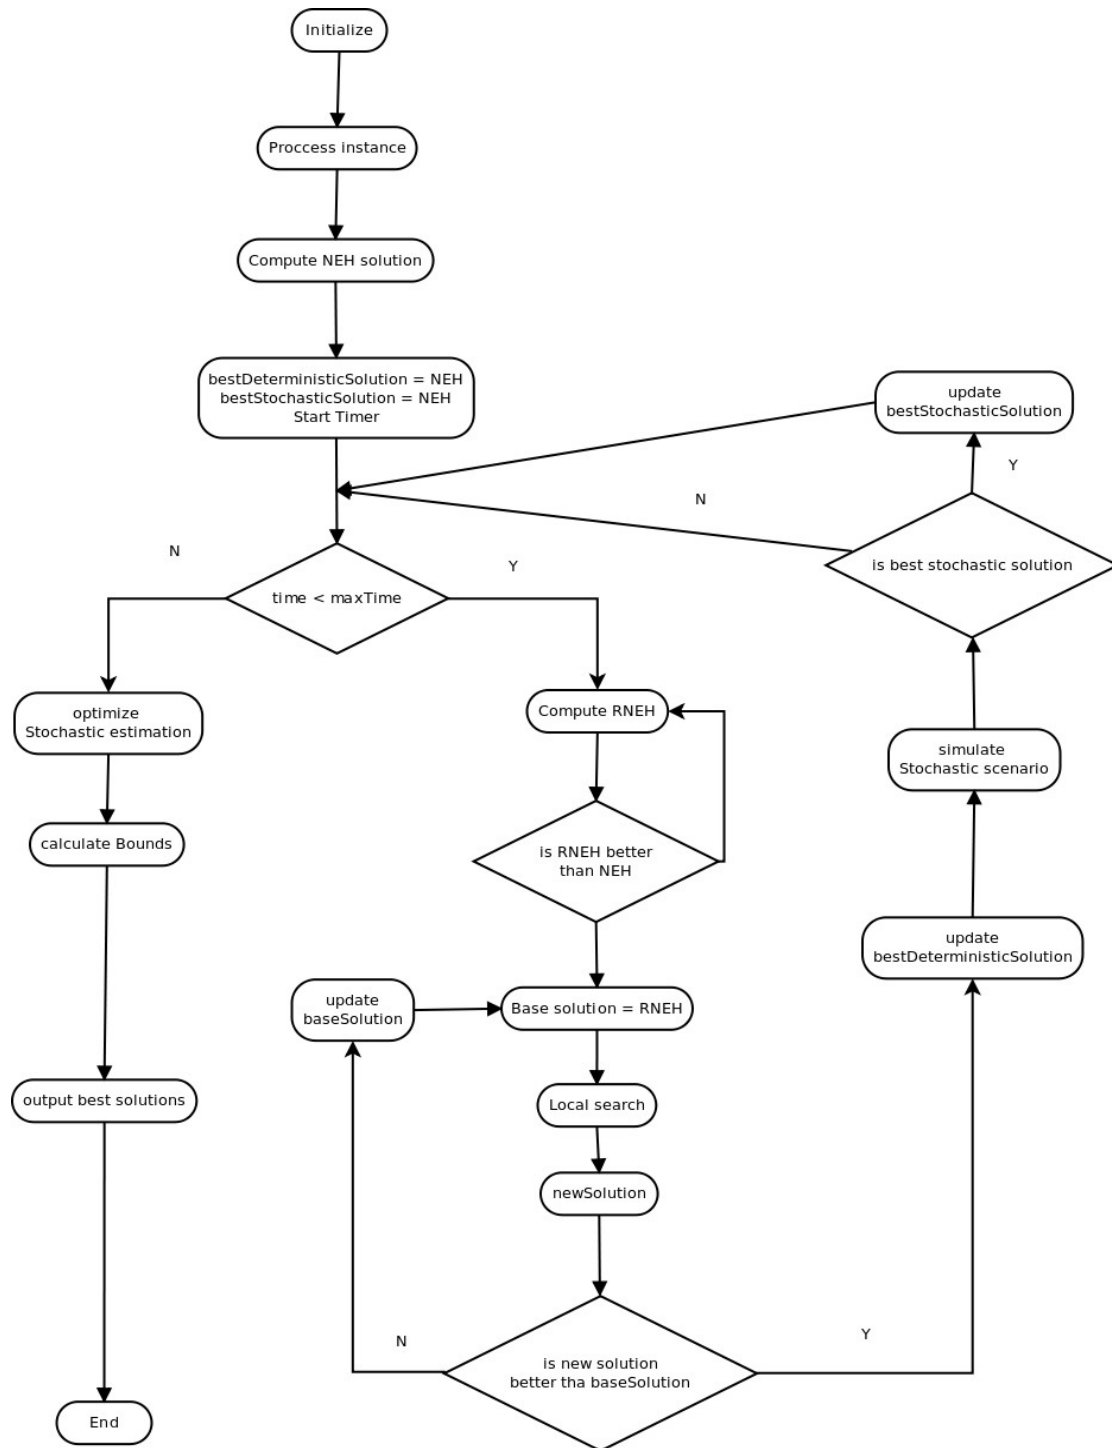 Initialize
Proccess instance
Compute NEH solution
bestDeterministicSolution = NEH
bestStochasticSolution = NEH
Start Timer
update
bestStochasticSolution
Y
N
is best stochastic solution
N
Y
time < maxTime
optimize
Stochastic estimation
Compute RNEH
simulate
Stochastic scenario
calculate Bounds
is RNEH better
than NEH
update
bestDeterministicSolution
update
baseSolution
Base solution = RNEH
output best solutions
Local search
newSolution
N
Y
is new solution
better tha baseSolution
End